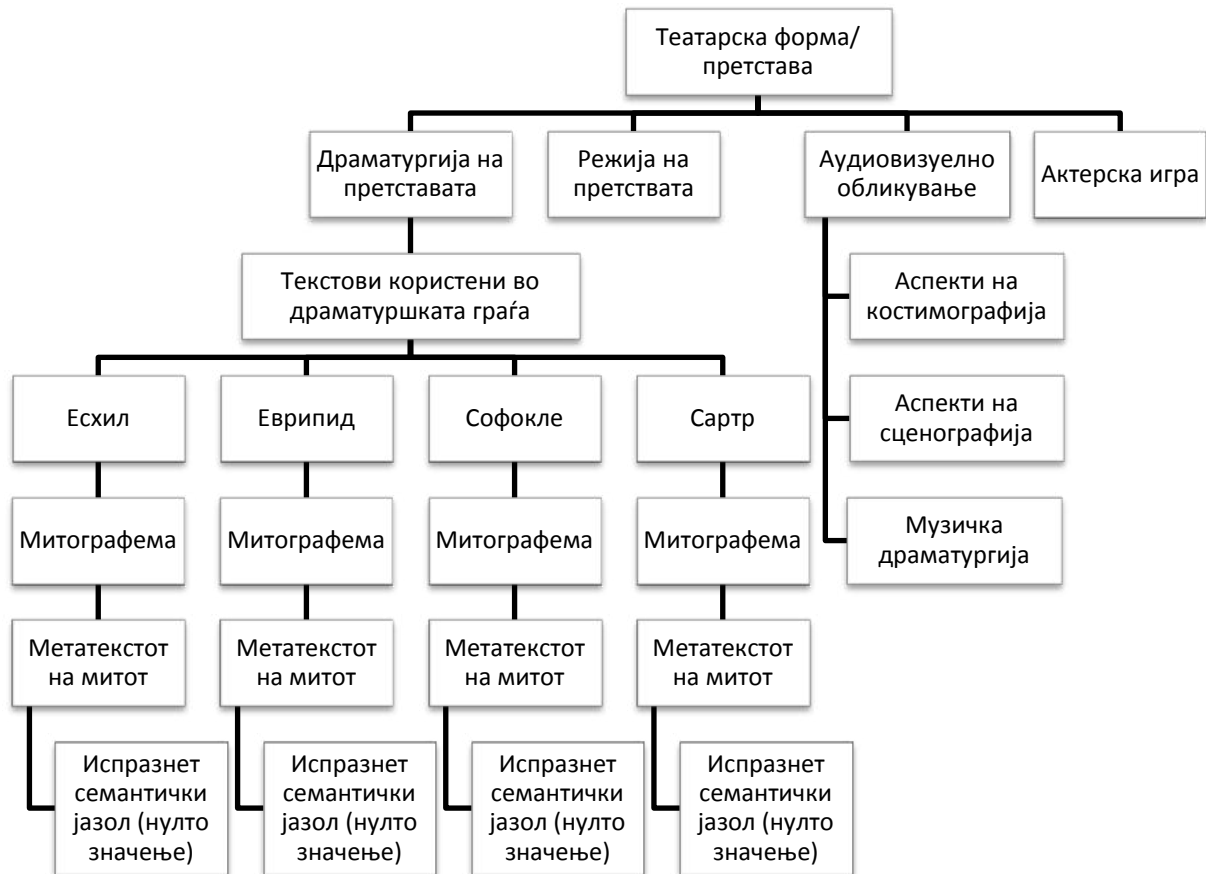 Театарска форма/
претстава
Драматургија на
претставата
Режија на
претствата
Аудиовизуелно
обликување
Актерска игра
Текстови користени во
драматуршката граѓа
Аспекти на
костимографија
Аспекти на
сценографија
Музичка
драматургија
Есхил
Еврипид
Софокле
Сартр
Митографема
Митографема
Митографема
Митографема
Метатекстот
на митот
Метатекстот
на митот
Метатекстот
на митот
Метатекстот
на митот
Испразнет
семантички
јазол (нулто
значење)
Испразнет
семантички
јазол (нулто
значење)
Испразнет
семантички
јазол (нулто
значење)
Испразнет
семантички
јазол (нулто
значење)